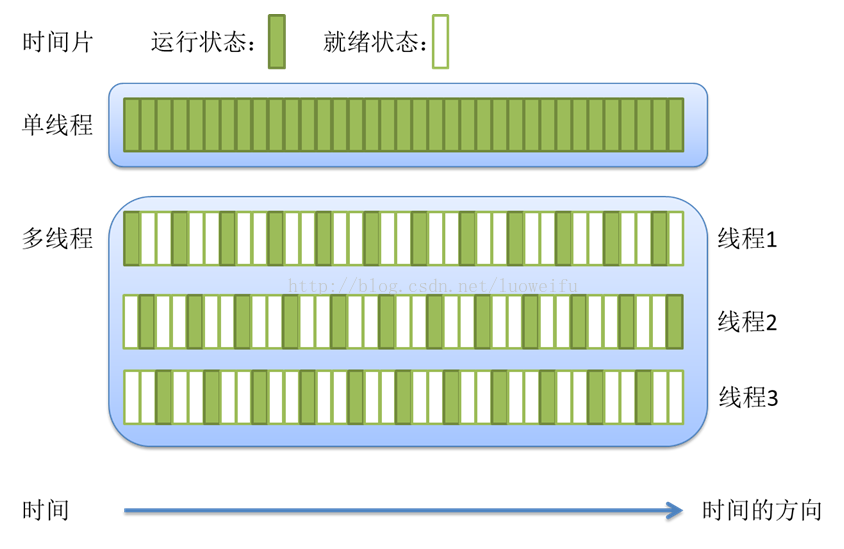 时间片 运行状态： 就绪状态：
单线程
多线程 线程1
http://blog.csdn.net/luoweifu
线程2
线程3
时间 时间的方向